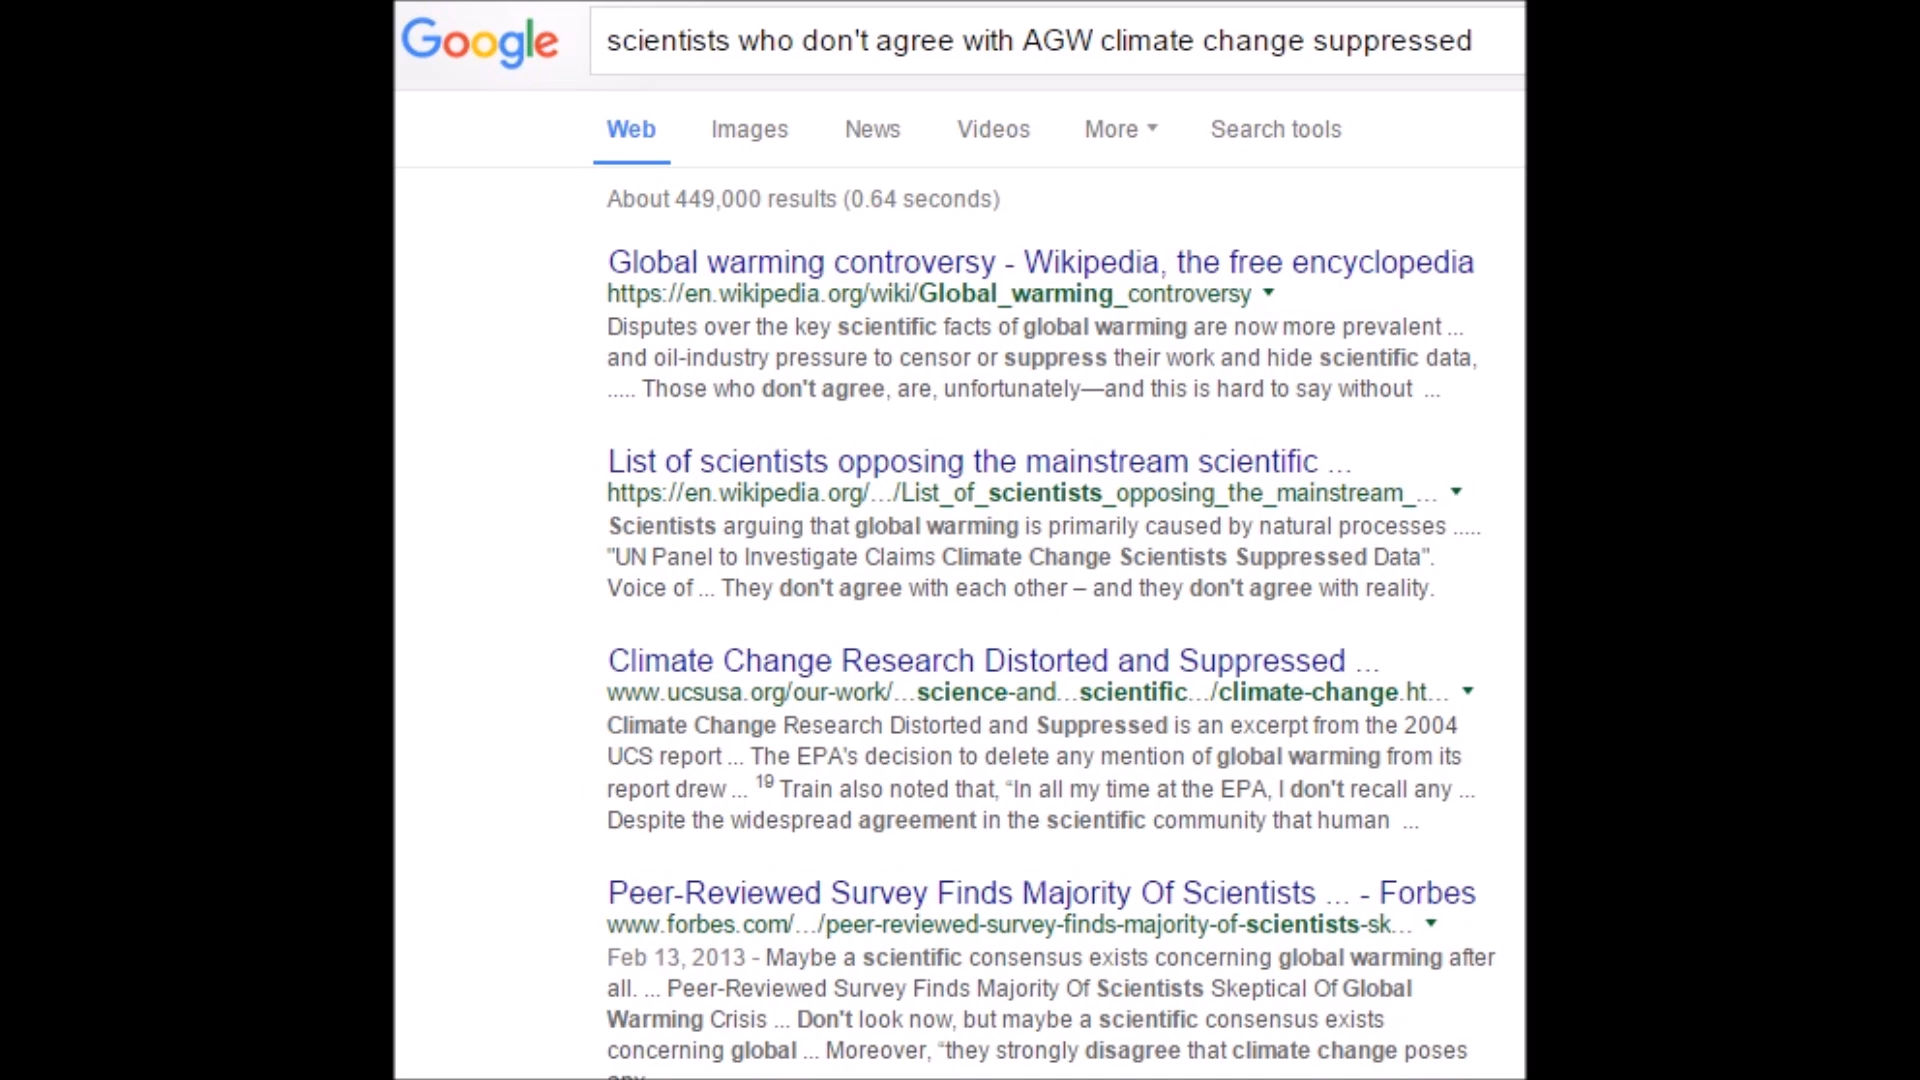 Google
scientists who don't agree with AGW climate change suppressed
Web Images News Videos More Search tools
About 449,000 results (0.64 seconds)
Global warming controversy - Wikipedia, the free encyclopedia
https://en.wikipedia.org/wiki/Global_warming_controversy
Disputes over the key scientific facts of global warming are now more prevalent ...
and oil-industry pressure to censor or suppress their work and hide scientific data,
..... Those who don't agree, are, unfortunately—and this is hard to say without ...
List of scientists opposing the mainstream scientific ...
https://en.wikipedia.org/.../List_of_scientists_opposing_the_mainstream_...
Scientists arguing that global warming is primarily caused by natural processes .....
"UN Panel to Investigate Claims Climate Change Scientists Suppressed Data".
Voice of ... They don't agree with each other – and they don't agree with reality.
Climate Change Research Distorted and Suppressed ...
www.ucsusa.org/our-work/...science-and...scientific.../climate-change.ht...
Climate Change Research Distorted and Suppressed is an excerpt from the 2004
UCS report ... The EPA's decision to delete any mention of global warming from its
report drew ... 19 Train also noted that, “In all my time at the EPA, I don't recall any ...
Despite the widespread agreement in the scientific community that human ...
Peer-Reviewed Survey Finds Majority Of Scientists ... - Forbes
www.forbes.com/.../peer-reviewed-survey-finds-majority-of-scientists-sk...
Feb 13, 2013 - Maybe a scientific consensus exists concerning global warming after
all. ... Peer-Reviewed Survey Finds Majority Of Scientists Skeptical Of Global
Warming Crisis ... Don't look now, but maybe a scientific consensus exists
concerning global ... Moreover, “they strongly disagree that climate change poses